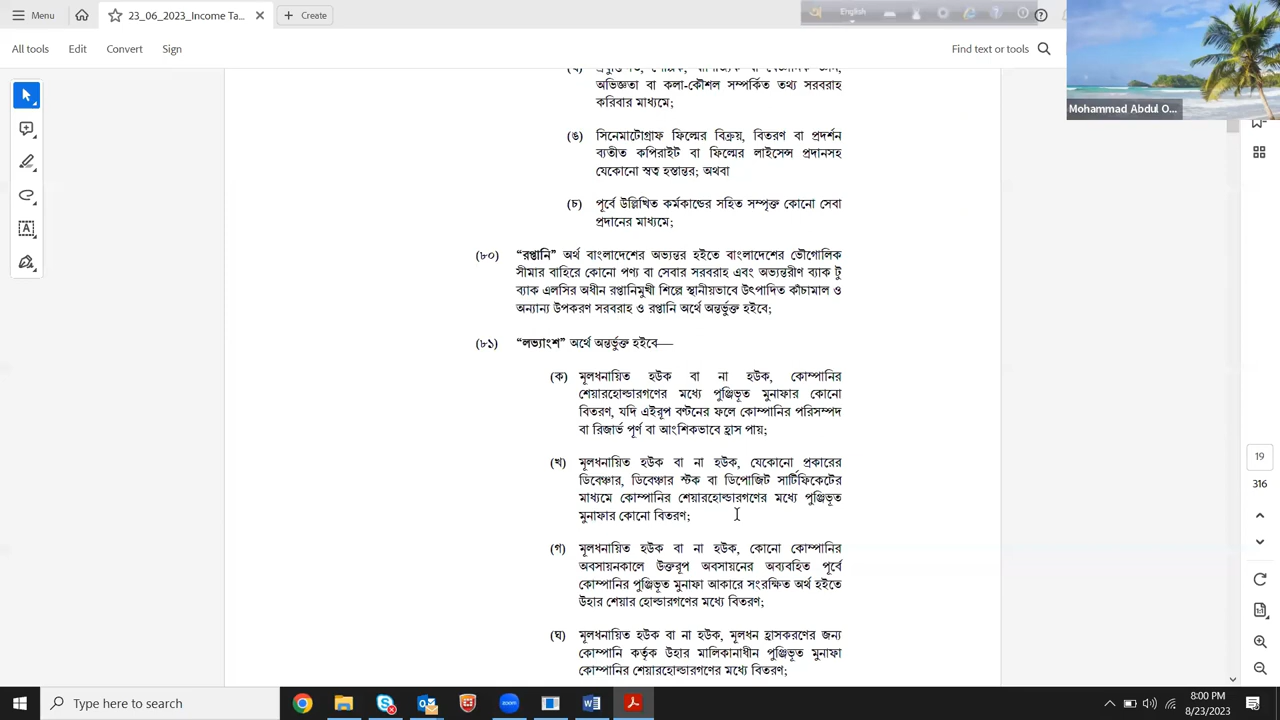 Menu
23_06_2023_Income Ta...
Create
English
All tools
Edit
Convert
Sign
Find text or tools
Mohammad Abdul O...
অভিজ্ঞতা বা কলা-কৌশল সম্পর্কিত তথ্য সরবরাহ
করিবার মাধ্যমে;
(ঙ) সিনেমাটোগ্রাফ ফিল্মের বিক্রয়, বিতরণ বা প্রদর্শন
ব্যতীত কপিরাইট বা ফিল্মের লাইসেন্স প্রদানসহ
যেকোনো স্বত্ব হস্তান্তর; অথবা
(চ) পূর্বে উল্লিখিত কর্মকান্ডের সহিত সম্পৃক্ত কোনো সেবা
প্রদানের মাধ্যমে;
(৮০) “রপ্তানি” অর্থ বাংলাদেশের অভ্যন্তর হইতে বাংলাদেশের ভৌগোলিক
সীমার বাহিরে কোনো পণ্য বা সেবার সরবরাহ এবং অভ্যন্তরীণ ব্যাক টু
ব্যাক এলসির অধীন রপ্তানিমুখী শিল্পে স্থানীয়ভাবে উৎপাদিত কাঁচামাল ও
অন্যান্য উপকরণ সরবরাহ ও রপ্তানি অর্থে অন্তর্ভুক্ত হইবে;
(৮১) “লভ্যাংশ” অর্থে অন্তর্ভুক্ত হইবে—
(ক) মূলধনায়িত হউক বা না হউক, কোম্পানির
শেয়ারহোল্ডারগণের মধ্যে পুঞ্জিভূত মুনাফার কোনো
বিতরণ, যদি এইরূপ বণ্টনের ফলে কোম্পানির পরিসম্পদ
বা রিজার্ভ পূর্ণ বা আংশিকভাবে হ্রাস পায়;
(খ) মূলধনায়িত হউক বা না হউক, যেকোনো প্রকারের
ডিবেঞ্চার, ডিবেঞ্চার স্টক বা ডিপোজিট সার্টিফিকেটের
মাধ্যমে কোম্পানির শেয়ারহোল্ডারগণের মধ্যে পুঞ্জিভূত
মুনাফার কোনো বিতরণ;
(গ) মূলধনায়িত হউক বা না হউক, কোনো কোম্পানির
অবসায়নকালে উক্তরূপ অবসায়নের অব্যবহিত পূর্বে
কোম্পানির পুঞ্জিভূত মুনাফা আকারে সংরক্ষিত অর্থ হইতে
উহার শেয়ার হোল্ডারগণের মধ্যে বিতরণ;
(ঘ) মূলধনায়িত হউক বা না হউক, মূলধন হ্রাসকরণের জন্য
কোম্পানি কর্তৃক উহার মালিকানাধীন পুঞ্জিভূত মুনাফা
কোম্পানির শেয়ারহোল্ডারগণের মধ্যে বিতরণ;
19
316
Type here to search
zoom
8:00 PM
8/23/2023